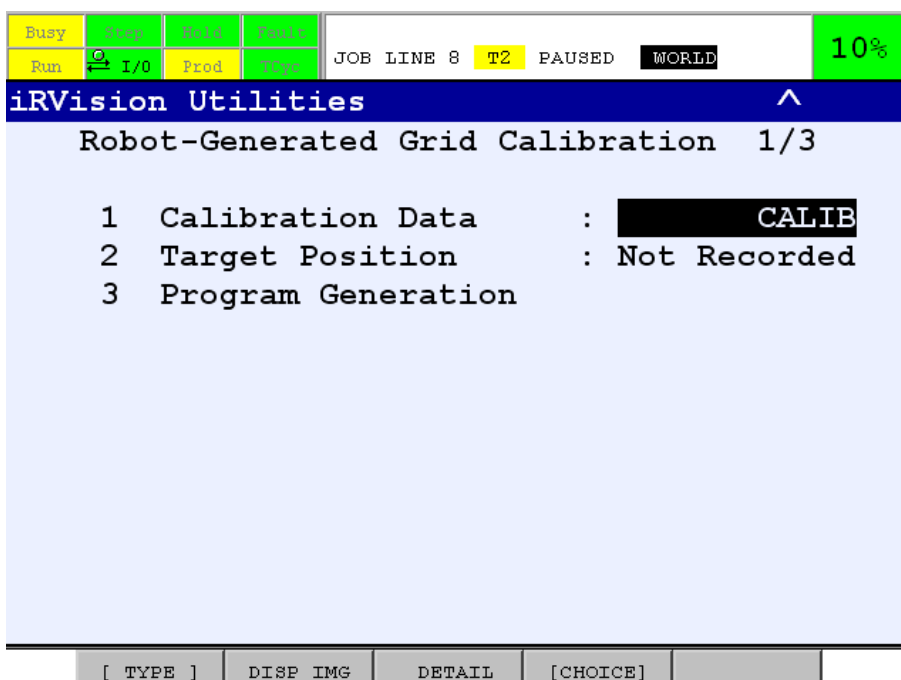 Busy Step Hold Fault
Run I/O Prod TCyc
JOB LINE 8 T2 PAUSED WORLD
10%
iRVision Utilities ^
Robot-Generated Grid Calibration 1/3
1 Calibration Data : CALIB
2 Target Position : Not Recorded
3 Program Generation
[ TYPE ] DISP IMG DETAIL [CHOICE]